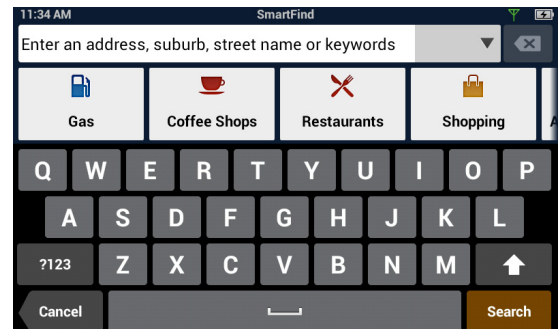 11:34 AM SmartFind
Enter an address, suburb, street name or keywords
Gas Coffee Shops Restaurants Shopping
Q W E R T Y U I O P
A S D F G H J K L
?123 Z X C V B N M
Cancel Search